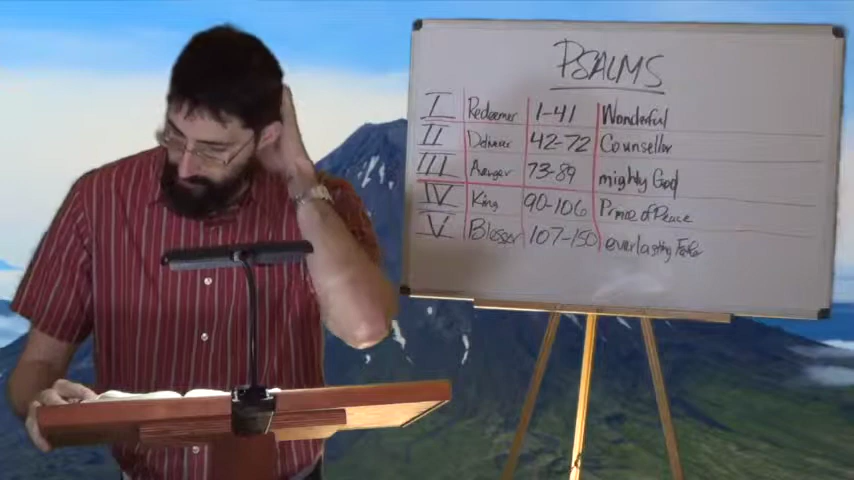 PSALMS
I Redeemer 1-41 Wonderful
II Deliverer 42-72 Counsellor
III Avenger 73-89 mighty God
IV King 90-106 Prince of Peace
V Blesser 107-150 everlasting Father